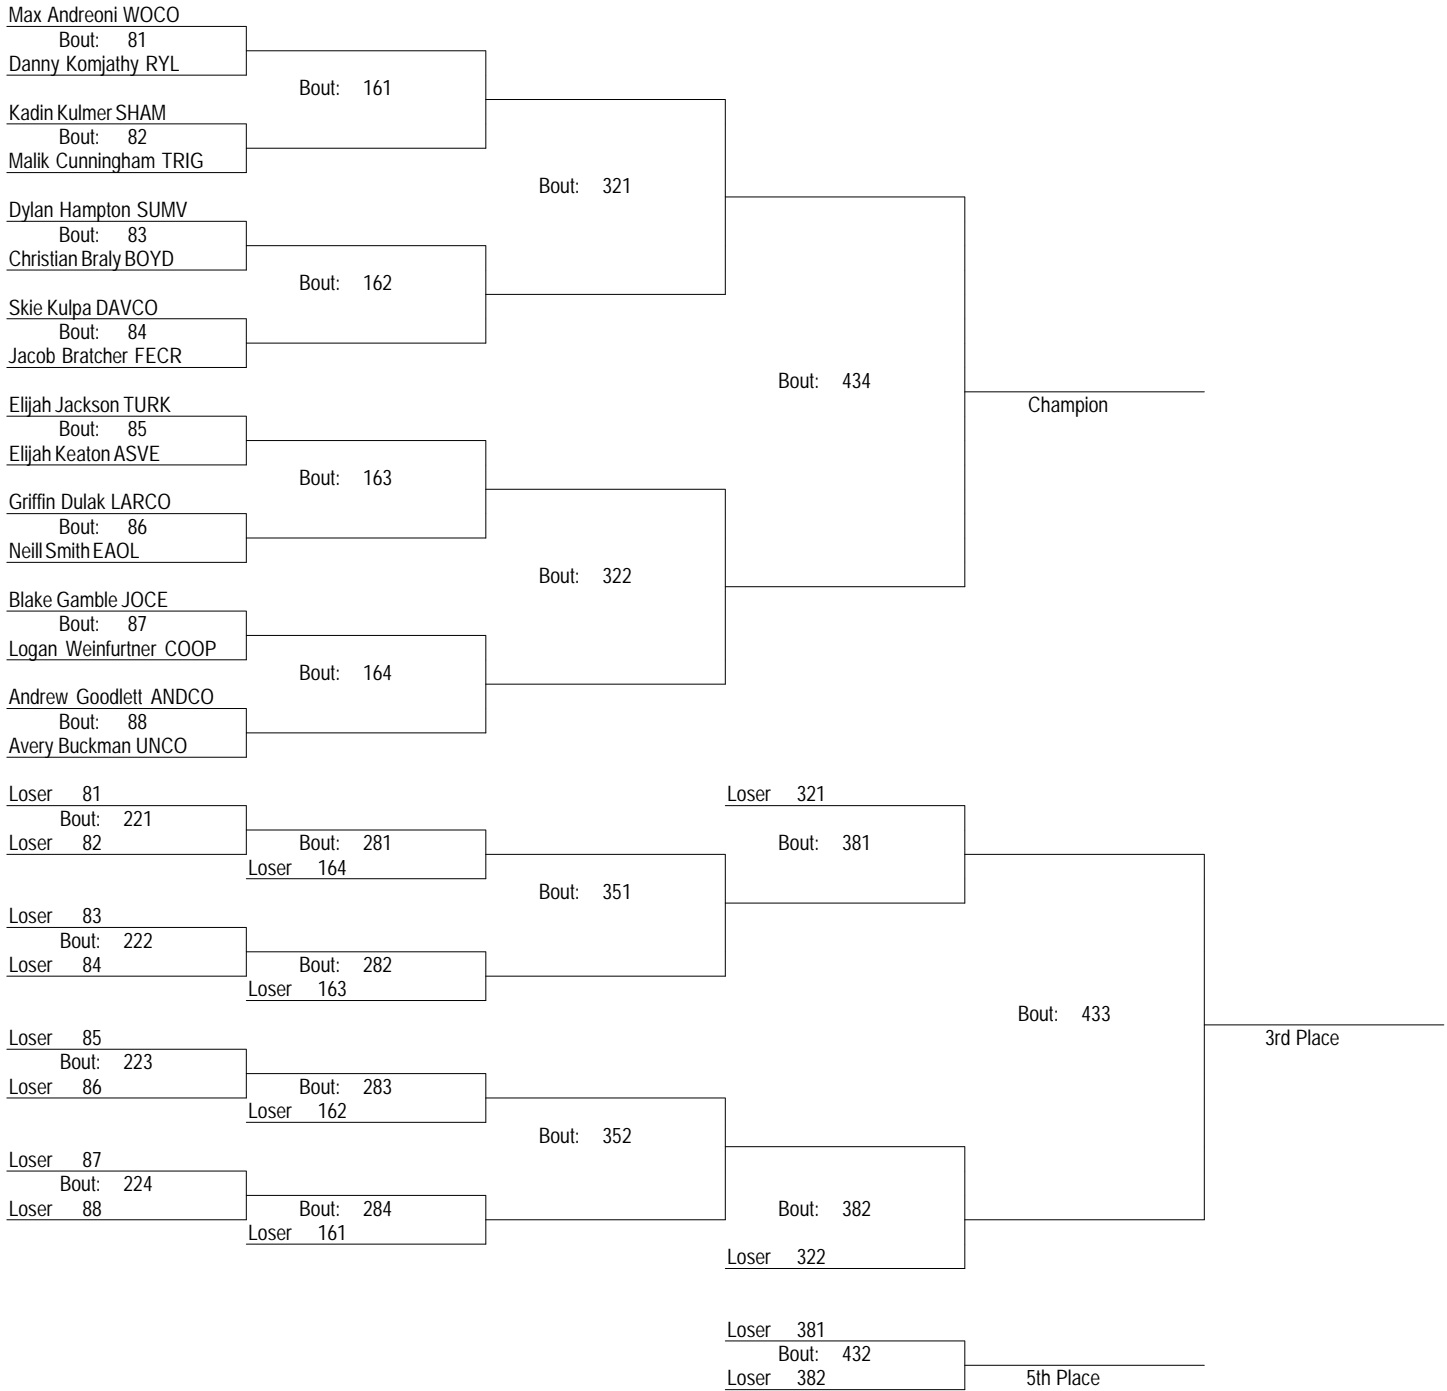 Max Andreoni WOCO
Bout: 81
Danny Komjathy RYL
Bout: 161
Kadin Kulmer SHAM
Bout: 82
Malik Cunningham TRIG
Bout: 321
Dylan Hampton SUMV
Bout: 83
Christian Braly BOYD
Bout: 162
Skie Kulpa DAVCO
Bout: 84
Jacob Bratcher FECR
Bout: 434
Champion
Elijah Jackson TURK
Bout: 85
Elijah Keaton ASVE
Bout: 163
Griffin Dulak LARCO
Bout: 86
Neill Smith EAOL
Bout: 322
Blake Gamble JOCE
Bout: 87
Logan Weinfurtner COOP
Bout: 164
Andrew Goodlett ANDCO
Bout: 88
Avery Buckman UNCO
Loser 81
Bout: 221
Loser 82
Bout: 281
Loser 164
Loser 321
Bout: 381
Bout: 351
Loser 83
Bout: 222
Loser 84
Bout: 282
Loser 163
Bout: 433
3rd Place
Loser 85
Bout: 223
Loser 86
Bout: 283
Loser 162
Bout: 352
Loser 87
Bout: 224
Loser 88
Bout: 284
Loser 161
Bout: 382
Loser 322
Loser 381
Bout: 432
Loser 382
5th Place